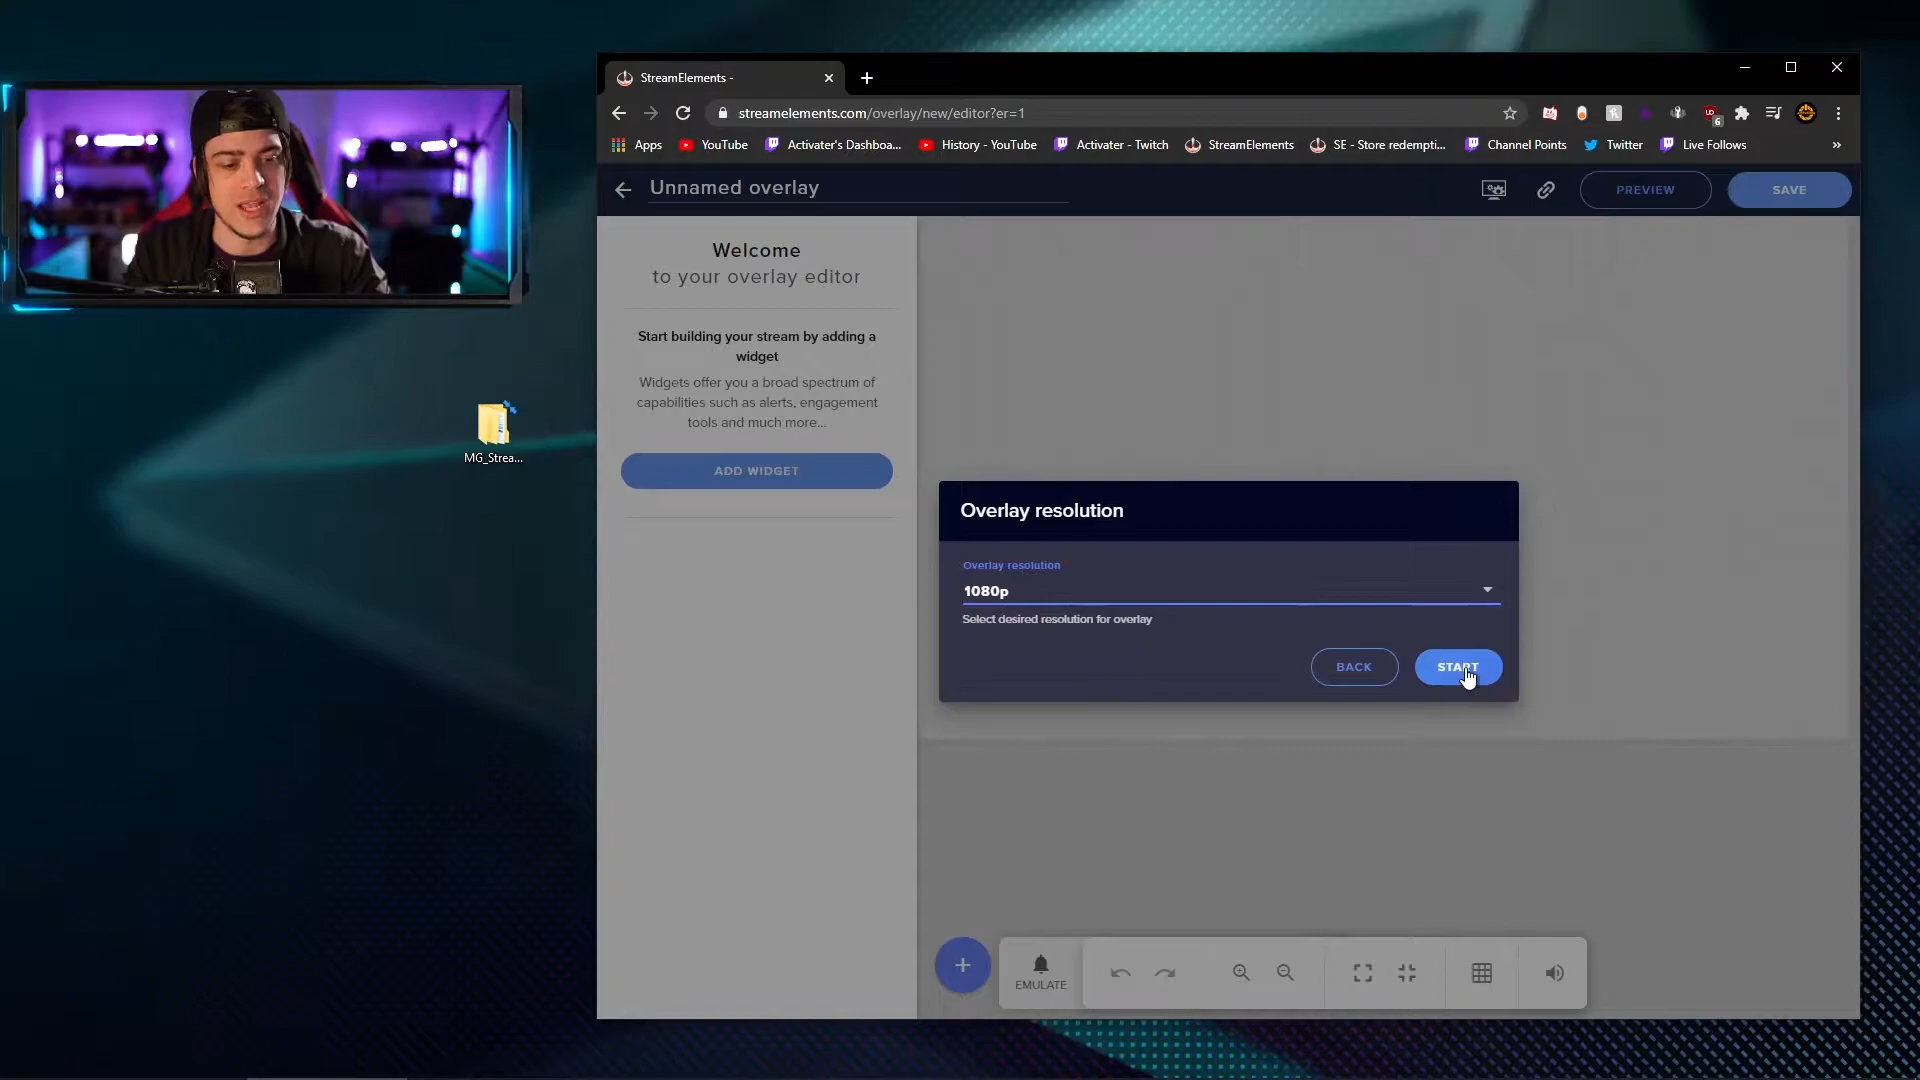 StreamElements -
streamelements.com/overlay/new/editor?er=1
6
Apps
YouTube
Activater's Dashboa...
History - YouTube
Activater - Twitch
StreamElements
SE - Store redempti...
Channel Points
Twitter
Live Follows
»
Unnamed overlay
PREVIEW
SAVE
Welcome
to your overlay editor
Start building your stream by adding a
widget
Widgets offer you a broad spectrum of
capabilities such as alerts, engagement
tools and much more...
ADD WIDGET
MG_Strea...
Overlay resolution
Overlay resolution
1080p
Select desired resolution for overlay
BACK
START
EMULATE